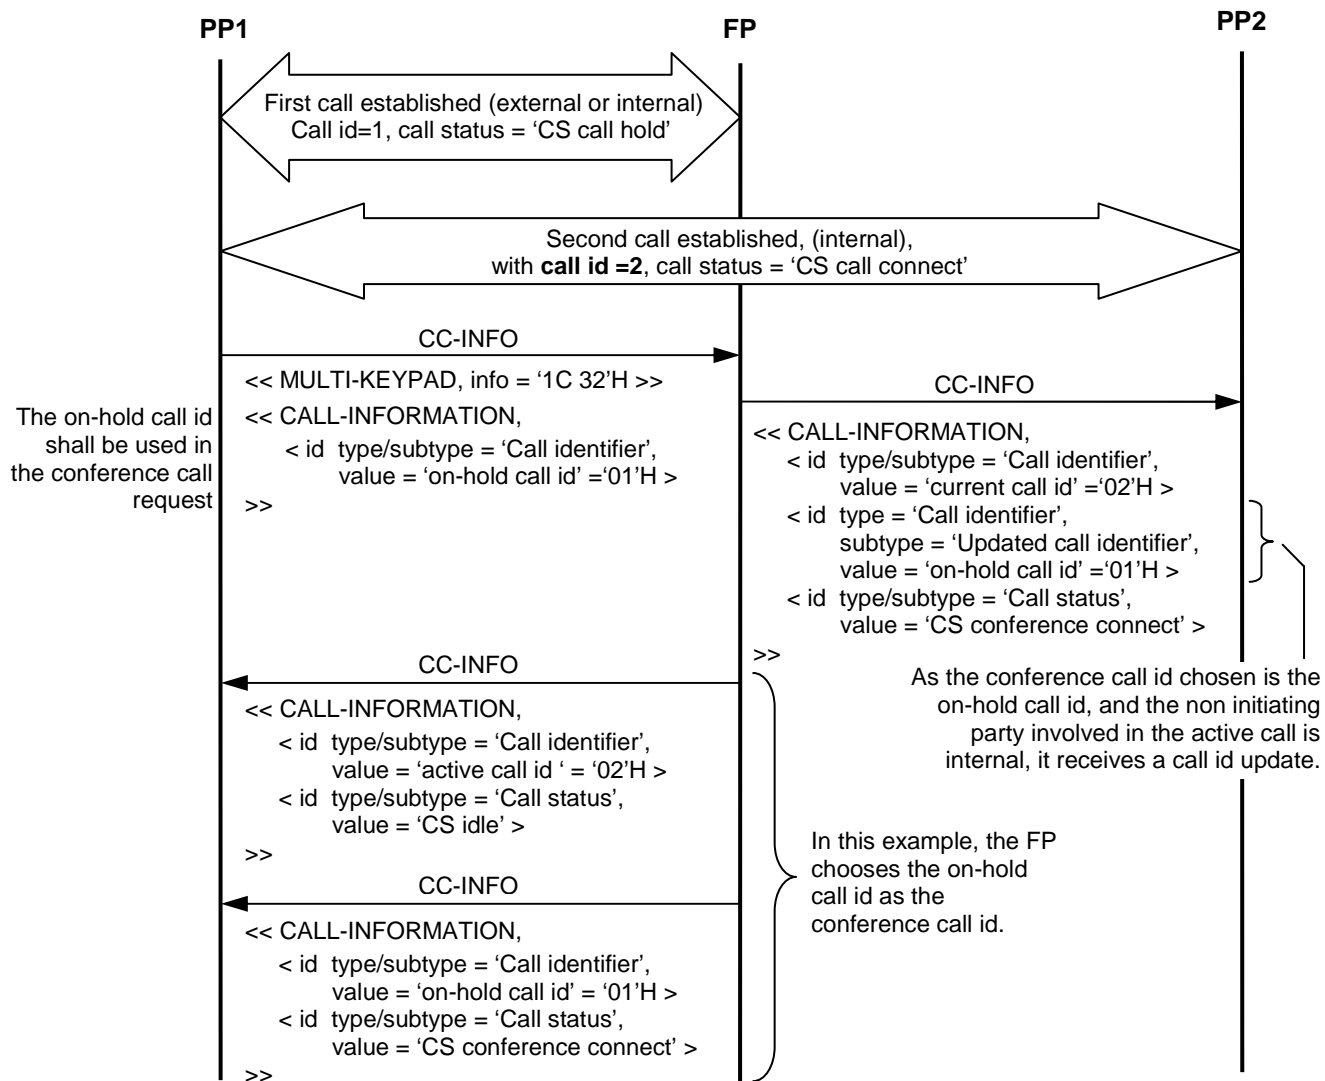 PP1
FP
PP2
First call established (external or internal)
Call id=1, call status = ‘CS call hold’
Second call established, (internal),
with call id =2, call status = ‘CS call connect’
CC-INFO
<< MULTI-KEYPAD, info = ‘1C 32’H >>
<< CALL-INFORMATION,
< id type/subtype = ‘Call identifier’,
value = ‘on-hold call id’ =‘01’H >
>>
The on-hold call id
shall be used in
the conference call
request
CC-INFO
<< CALL-INFORMATION,
< id type/subtype = ‘Call identifier’,
value = ‘current call id’ =‘02’H >
< id type = ‘Call identifier’,
subtype = ‘Updated call identifier’,
value = ‘on-hold call id’ =‘01’H >
< id type/subtype = ‘Call status’,
value = ‘CS conference connect’ >
>>
As the conference call id chosen is the
on-hold call id, and the non initiating
party involved in the active call is
internal, it receives a call id update.
CC-INFO
<< CALL-INFORMATION,
< id type/subtype = ‘Call identifier’,
value = ‘active call id ‘ = ‘02’H >
< id type/subtype = ‘Call status’,
value = ‘CS idle’ >
>>
In this example, the FP
chooses the on-hold
call id as the
conference call id.
CC-INFO
<< CALL-INFORMATION,
< id type/subtype = ‘Call identifier’,
value = ‘on-hold call id’ = ‘01’H >
< id type/subtype = ‘Call status’,
value = ‘CS conference connect’ >
>>